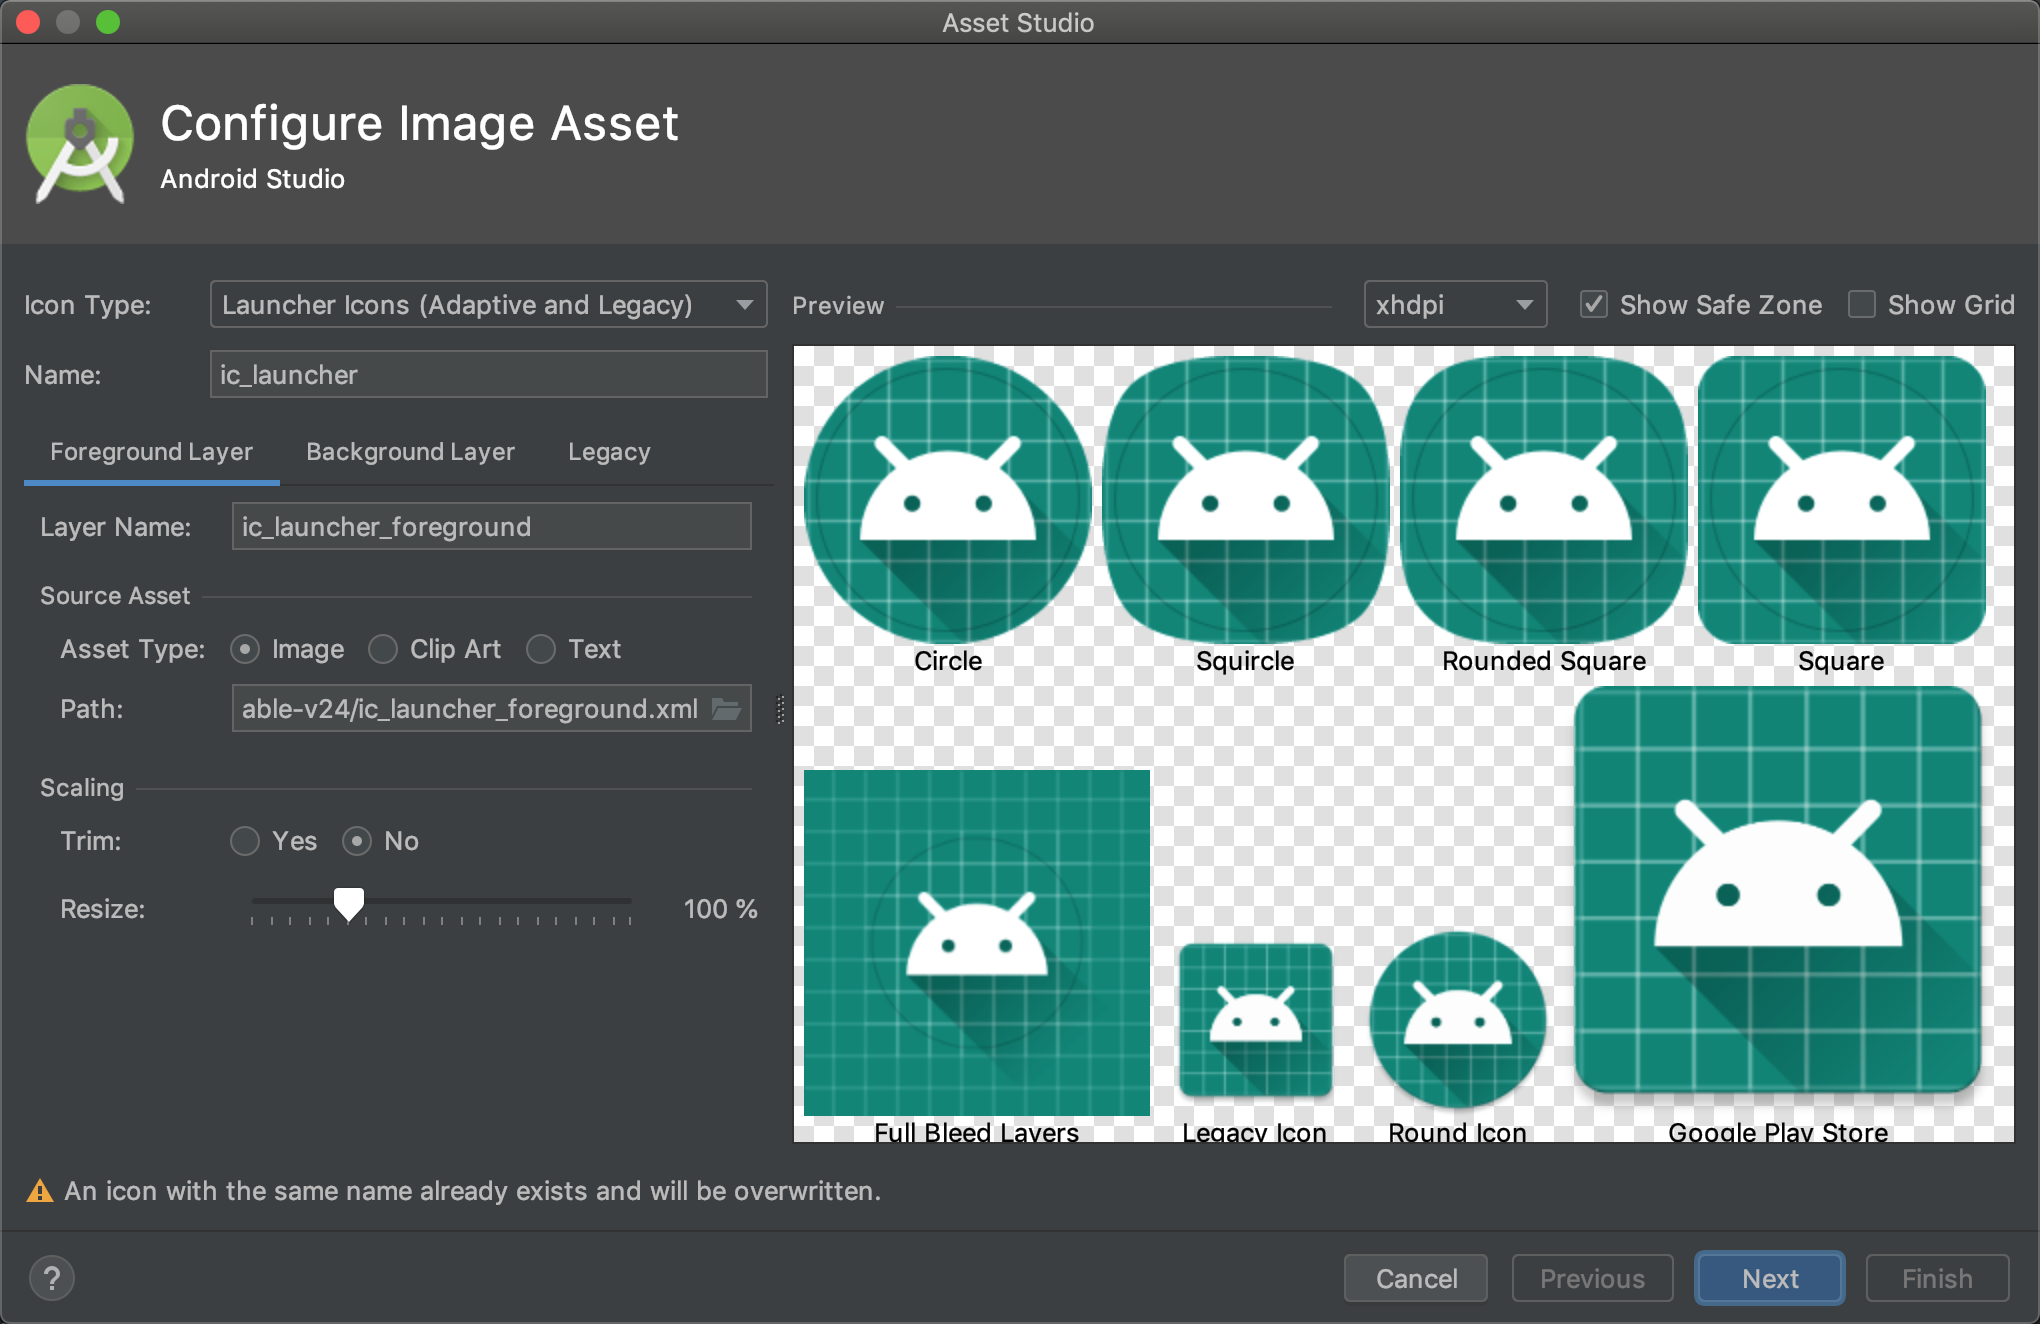 Asset Studio
Configure Image Asset
Android Studio
Icon Type:
Launcher Icons (Adaptive and Legacy)
Name:
ic_launcher
Foreground Layer
Background Layer
Legacy
Layer Name:
ic_launcher_foreground
Source Asset
Asset Type:
Image
Clip Art
Text
Path:
able-v24/ic_launcher_foreground.xml
Scaling
Trim:
Yes
No
Resize:
100 %
Preview
xhdpi
Show Safe Zone
Show Grid
Circle
Squircle
Rounded Square
Square
Full Bleed Layers
Legacy Icon
Round Icon
Google Play Store
An icon with the same name already exists and will be overwritten.
?
Cancel
Previous
Next
Finish